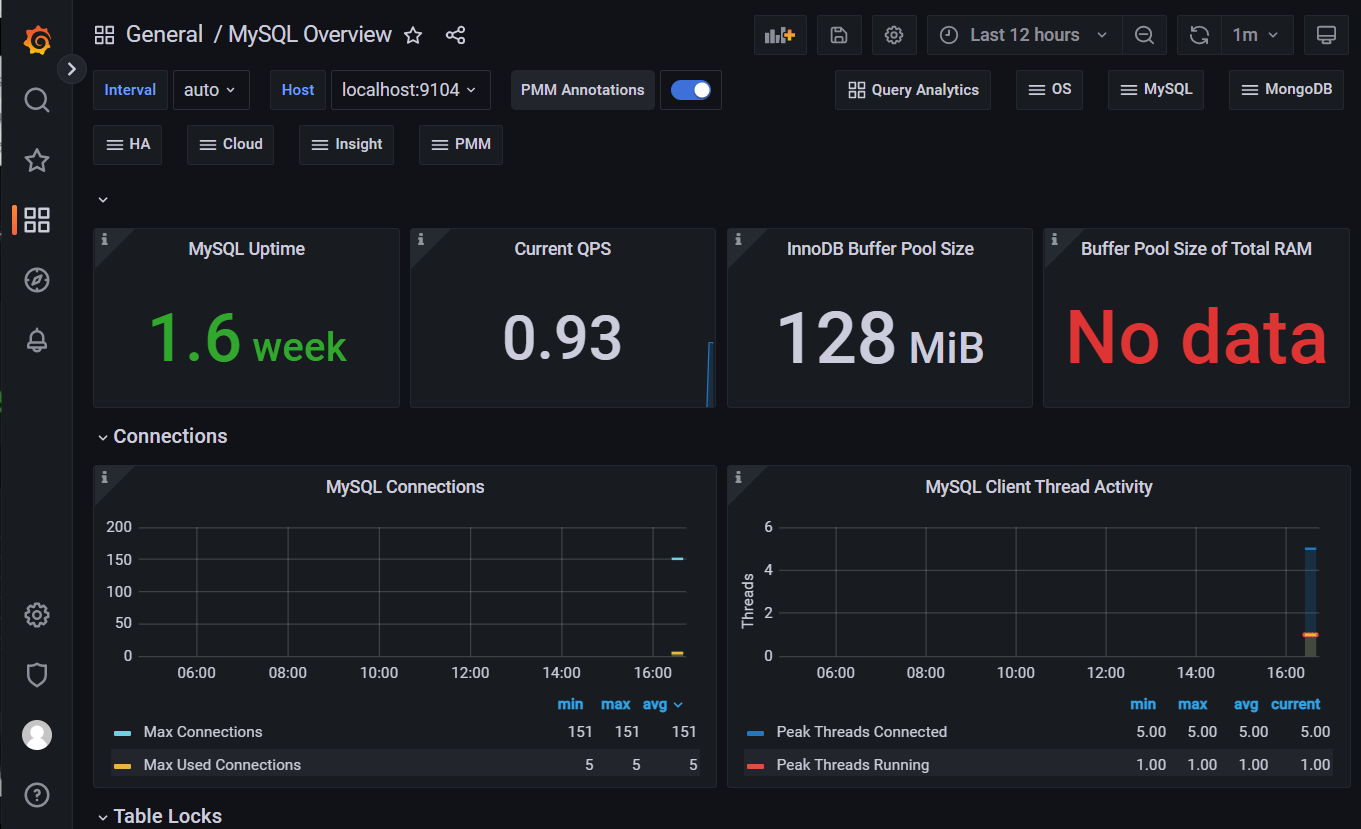 General / MySQL Overview
Last 12 hours
1m
Interval auto Host localhost:9104 PMM Annotations Query Analytics OS MySQL MongoDB
HA Cloud Insight PMM
MySQL Uptime
1.6 week
Current QPS
0.93
InnoDB Buffer Pool Size
128 MiB
Buffer Pool Size of Total RAM
No data
Connections
MySQL Connections
200
150
100
50
0
06:00 08:00 10:00 12:00 14:00 16:00
min max avg
Max Connections 151 151 151
Max Used Connections 5 5 5
MySQL Client Thread Activity
Threads
6
4
2
0
06:00 08:00 10:00 12:00 14:00 16:00
min max avg current
Peak Threads Connected 5.00 5.00 5.00 5.00
Peak Threads Running 1.00 1.00 1.00 1.00
Table Locks